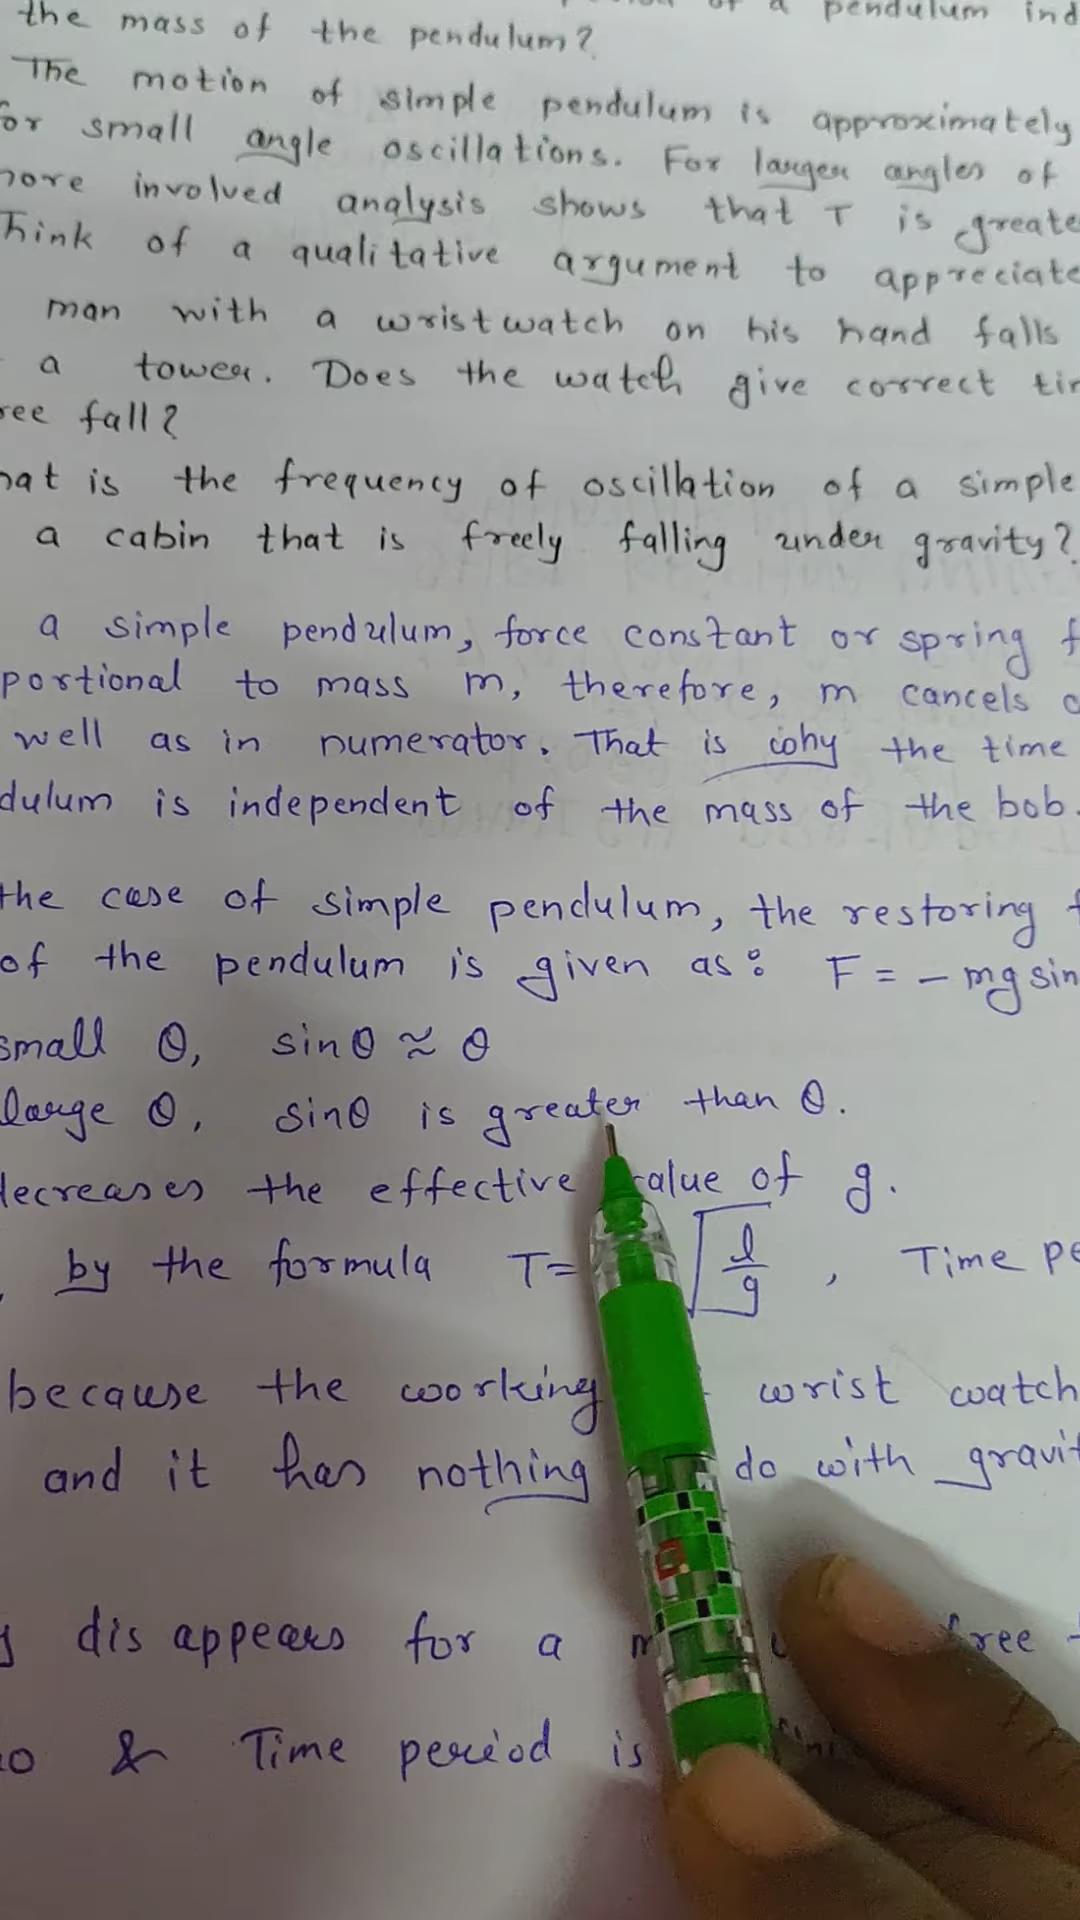 of a pendulum ind
the mass of the pendulum?
The motion of simple pendulum is approximately
for small angle oscillations. For larger angles of
more involved analysis shows that T is greate
Think of a qualitative argument to appreciate
man with a wristwatch on his hand falls
a tower. Does the watch give correct tim
ree fall?
hat is the frequency of oscillation of a simple
a cabin that is freely falling under gravity?
a simple pendulum, force constant or spring f
portional to mass m, therefore, m cancels o
well as in numerator. That is why the time
dulum is independent of the mass of the bob.
the case of simple pendulum, the restoring f
of the pendulum is given as: F = - mg sin
small θ, sinθ ≈ θ
large θ, sinθ is greater than θ.
decreases the effective value of g.
by the formula T= √l/g , Time pe
because the working wrist watch
and it has nothing do with gravit
disappears for a free f
& Time period is